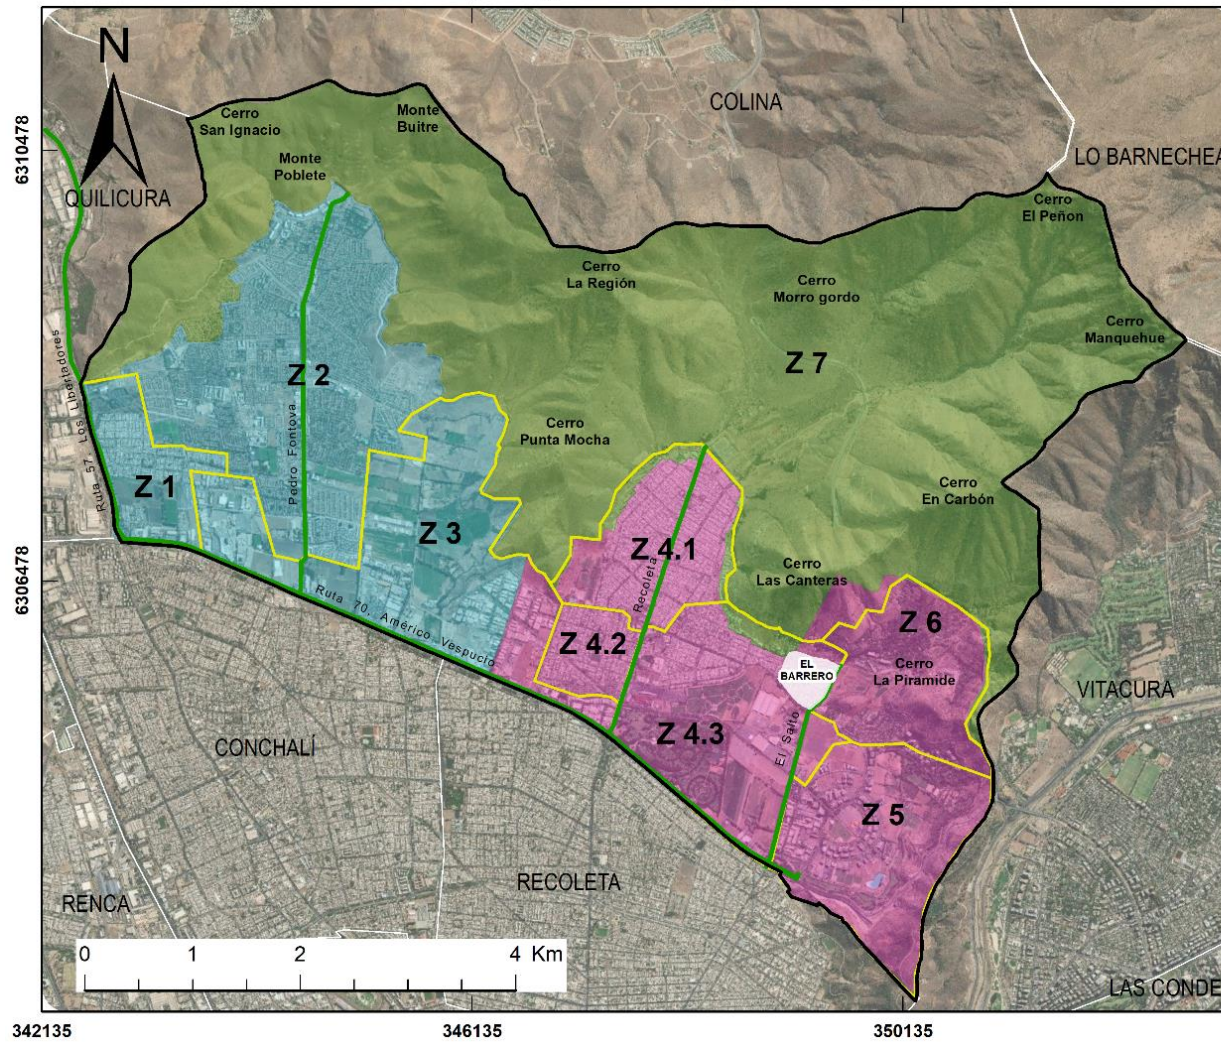 N
COLINA
LO BARNECHEA
QUILICURA
Cerro
San Ignacio
Monte
Buitre
Monte
Poblete
Cerro
El Peñon
Cerro
La Región
Cerro
Morro gordo
Cerro
Manquehue
Z 7
Z 2
Cerro
Punta Mocha
Cerro
En Carbón
Z 1
Z 3
Z 4.1
Cerro
Las Canteras
Z 4.2
Z 6
Cerro
La Piramide
EL
BARRERO
Z 4.3
Z 5
Ruta 57, Los Libertadores
Pedro Fontova
Recoleta
Ruta 70, Américo Vespucio
El Salto
VITACURA
CONCHALÍ
RECOLETA
RENCA
LAS CONDE
0 1 2 4 Km
6310478
6306478
342135
346135
350135